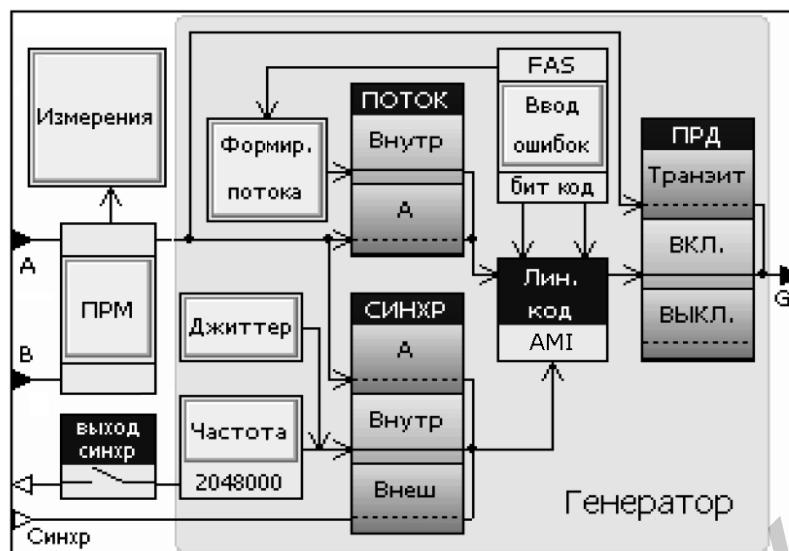 Измерения
A
ПРМ
B
выход
синхр
Синхр
Формир.
потока
Джиттер
Частота
2048000
ПОТОК
Внутр
А
СИНХР
А
Внутр
Внеш
FAS
Ввод
ошибок
бит код
Лин.
код
AMI
ПРД
Транзит
ВКЛ.
ВЫКЛ.
G
Генератор